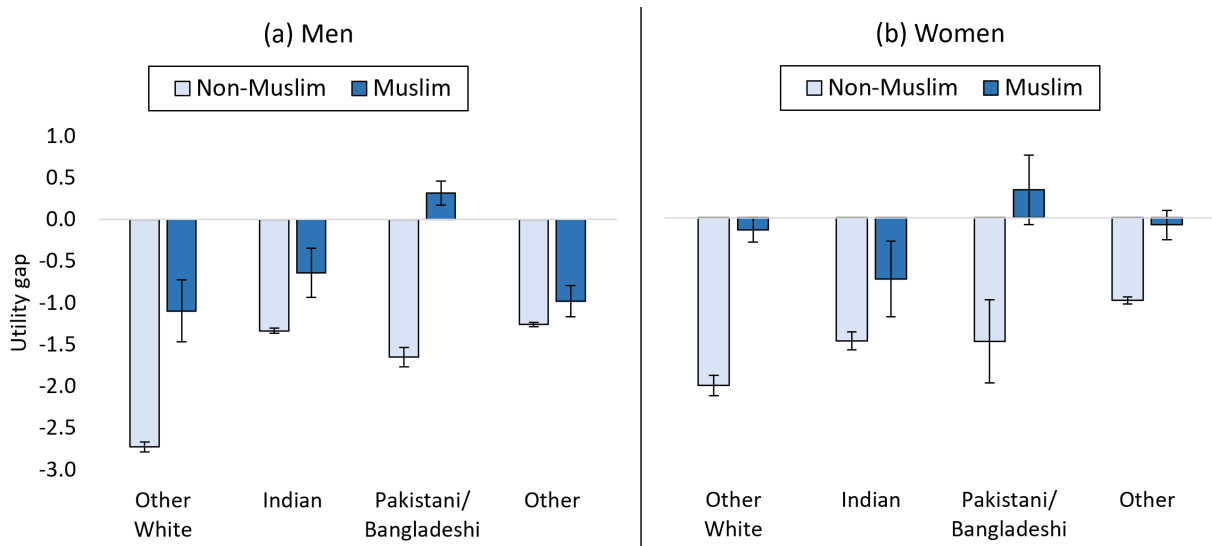 (a) Men
Non-Muslim Muslim
1.0
0.5
0.0
-0.5
-1.0
-1.5
-2.0
-2.5
-3.0
Utility gap
Other White
Indian
Pakistani/
Bangladeshi
Other
(b) Women
Non-Muslim Muslim
Other White
Indian
Pakistani/
Bangladeshi
Other